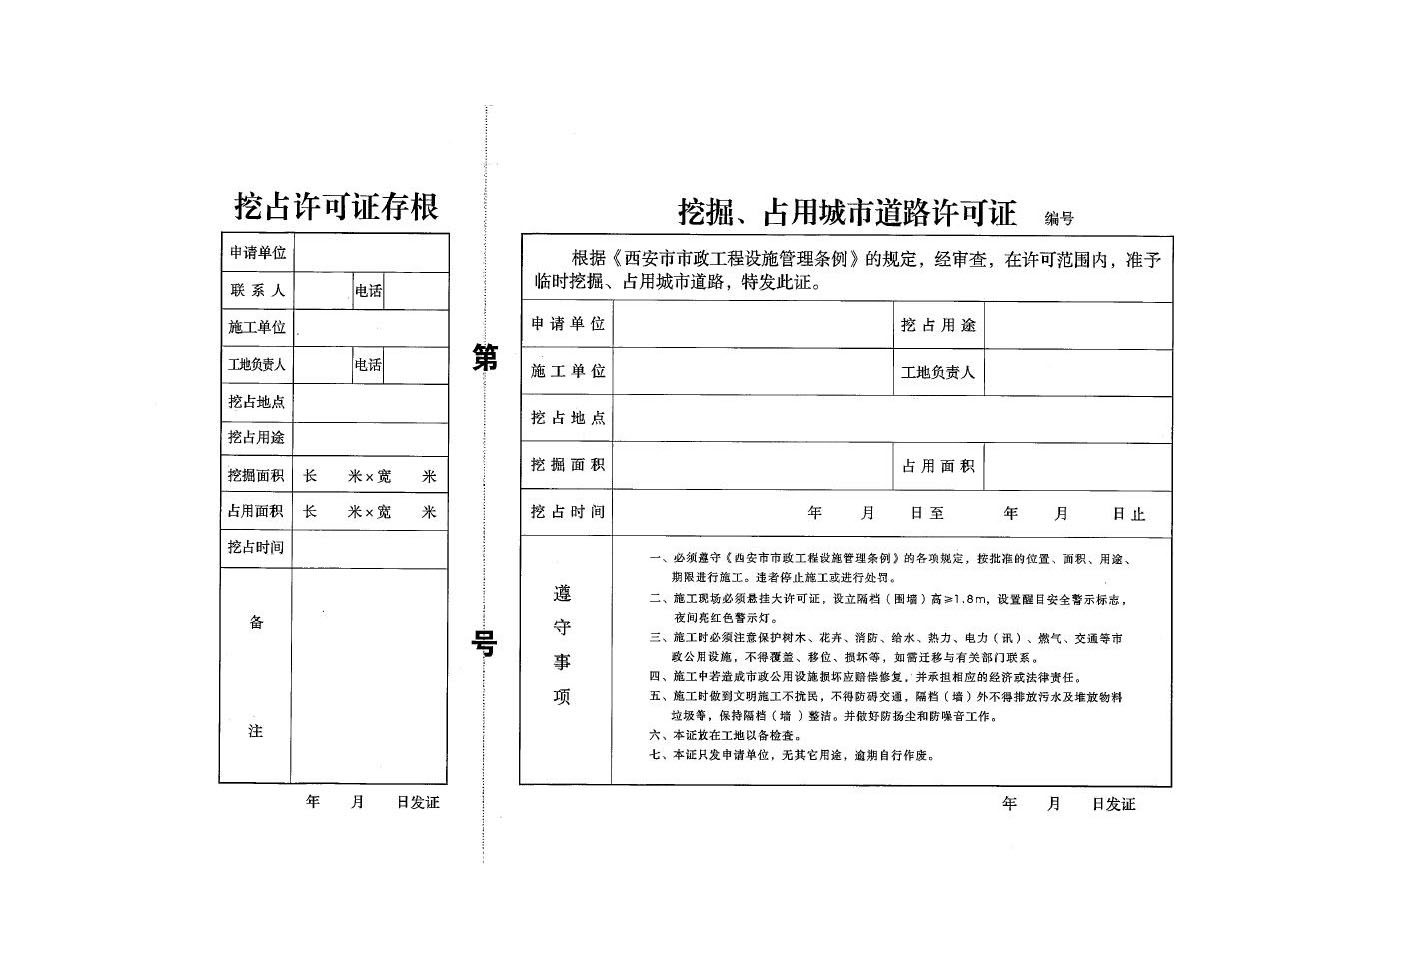 挖占许可证存根
申请单位
联系人 电话
施工单位
工地负责人 电话
挖占地点
挖占用途
挖掘面积 长 米×宽 米
占用面积 长 米×宽 米
挖占时间
备
注
年 月 日发证
第
号
挖掘、占用城市道路许可证 编号
根据《西安市市政工程设施管理条例》的规定，经审查，在许可范围内，准予
临时挖掘、占用城市道路，特发此证。
申请单位 挖占用途
施工单位 工地负责人
挖占地点
挖掘面积 占用面积
挖占时间 年 月 日至 年 月 日止
遵
守
事
项
一、必须遵守《西安市市政工程设施管理条例》的各项规定，按批准的位置、面积、用途、
期限进行施工。违者停止施工或进行处罚。
二、施工现场必须悬挂大许可证，设立隔档（围墙）高≥1.8m，设置醒目安全警示标志，
夜间亮红色警示灯。
三、施工时必须注意保护树木、花卉、消防、给水、热力、电力（讯）、燃气、交通等市
政公用设施，不得覆盖、移位、损坏等，如需迁移与有关部门联系。
四、施工中若造成市政公用设施损坏应赔偿修复，并承担相应的经济或法律责任。
五、施工时做到文明施工不扰民，不得防碍交通，隔档（墙）外不得排放污水及堆放物料
垃圾等，保持隔档（墙）整洁。并做好防扬尘和防噪音工作。
六、本证放在工地以备检查。
七、本证只发申请单位，无其它用途，逾期自行作废。
年 月 日发证